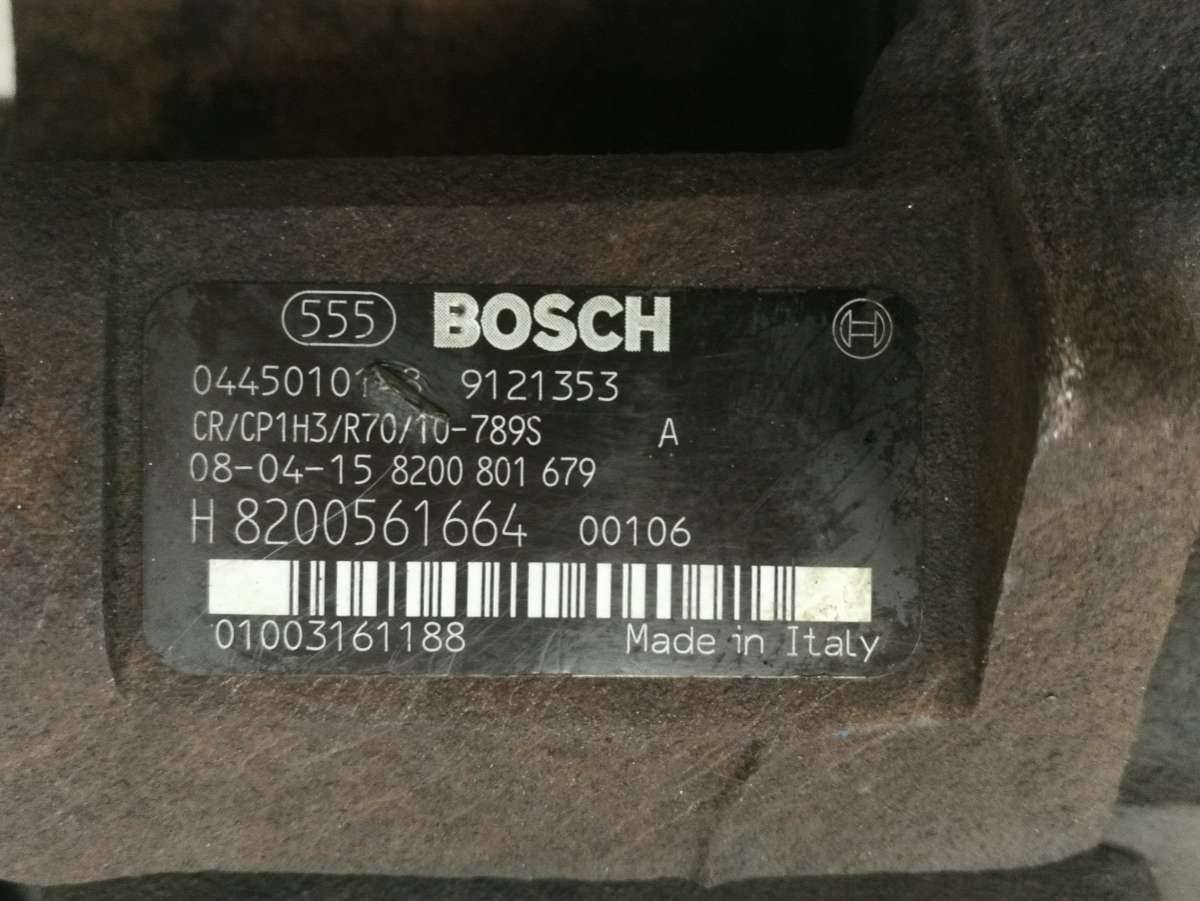 555 BOSCH
9121353
CR/CP1H3/R70/10-789S A
08-04-15 8200 801 679
H 8200561664 00106
01003161188 Made in Italy